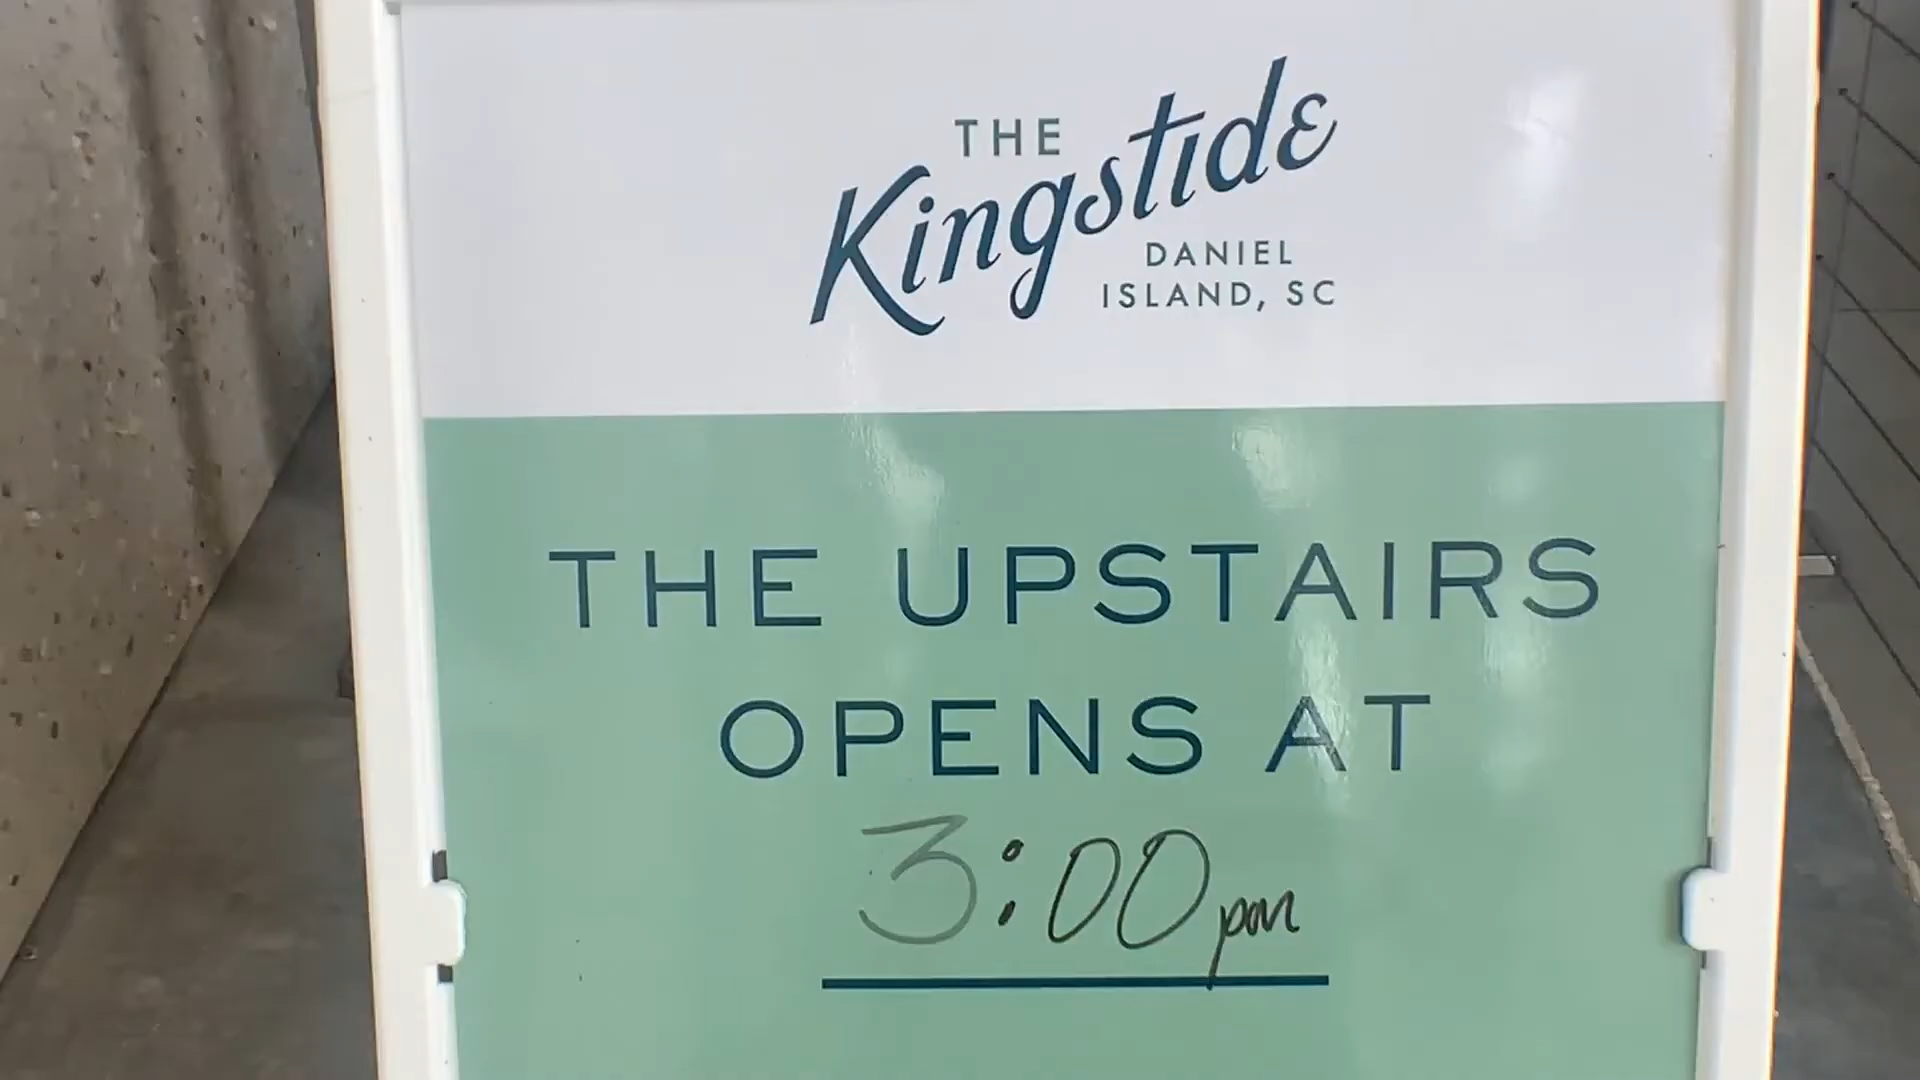 THE
Kingstide
DANIEL
ISLAND, SC
THE UPSTAIRS
OPENS AT
3:00pm